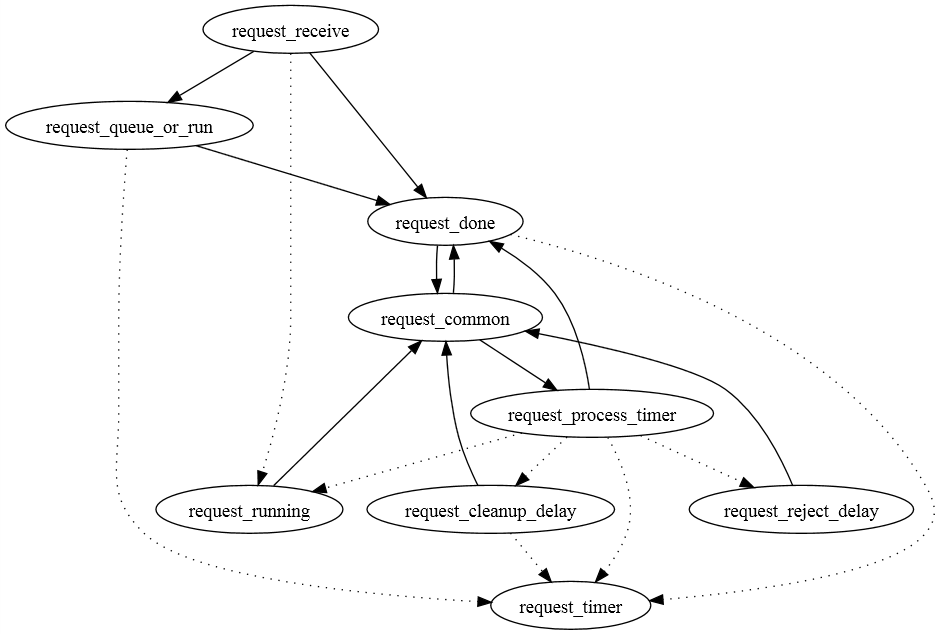 request_receive
request_queue_or_run
request_done
request_common
request_process_timer
request_running
request_cleanup_delay
request_reject_delay
request_timer